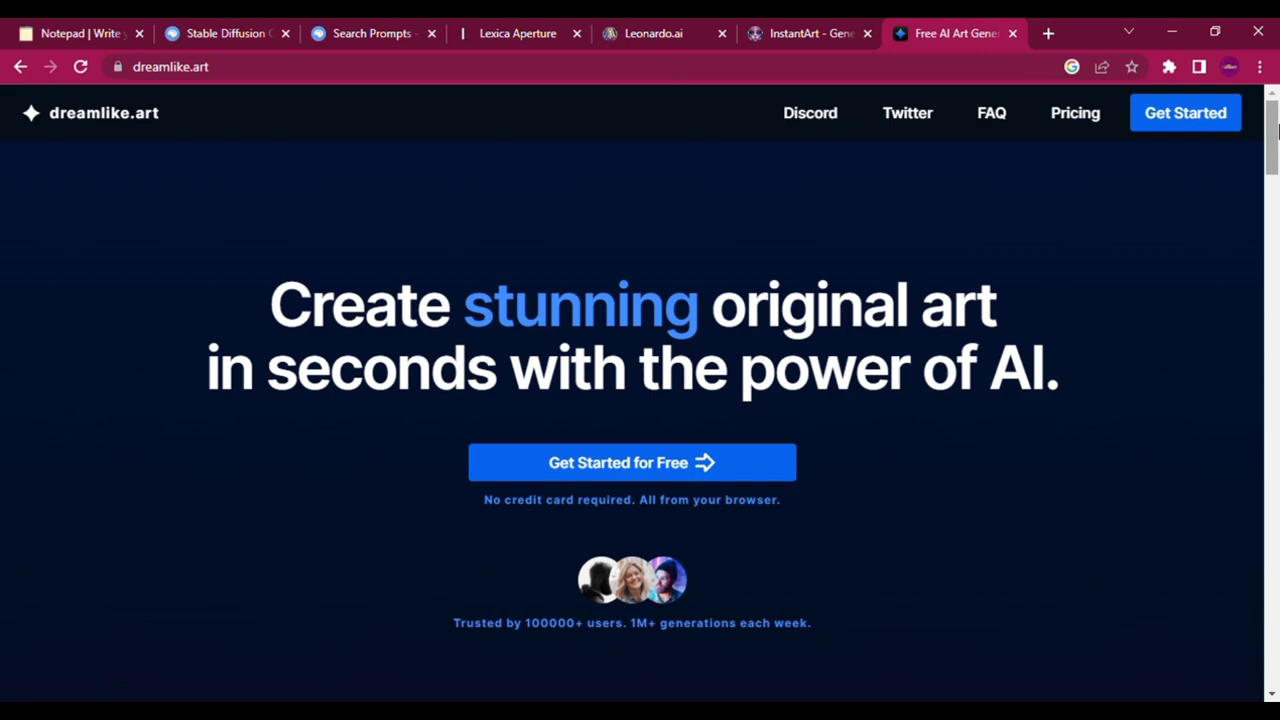 Notepad | Write
Stable Diffusion
Search Prompts -
Lexica Aperture
Leonardo.ai
InstantArt - Gene
Free AI Art Gene
dreamlike.art
dreamlike.art
Discord
Twitter
FAQ
Pricing
Get Started
Create stunning original art
in seconds with the power of AI.
Get Started for Free
No credit card required. All from your browser.
Trusted by 100000+ users. 1M+ generations each week.